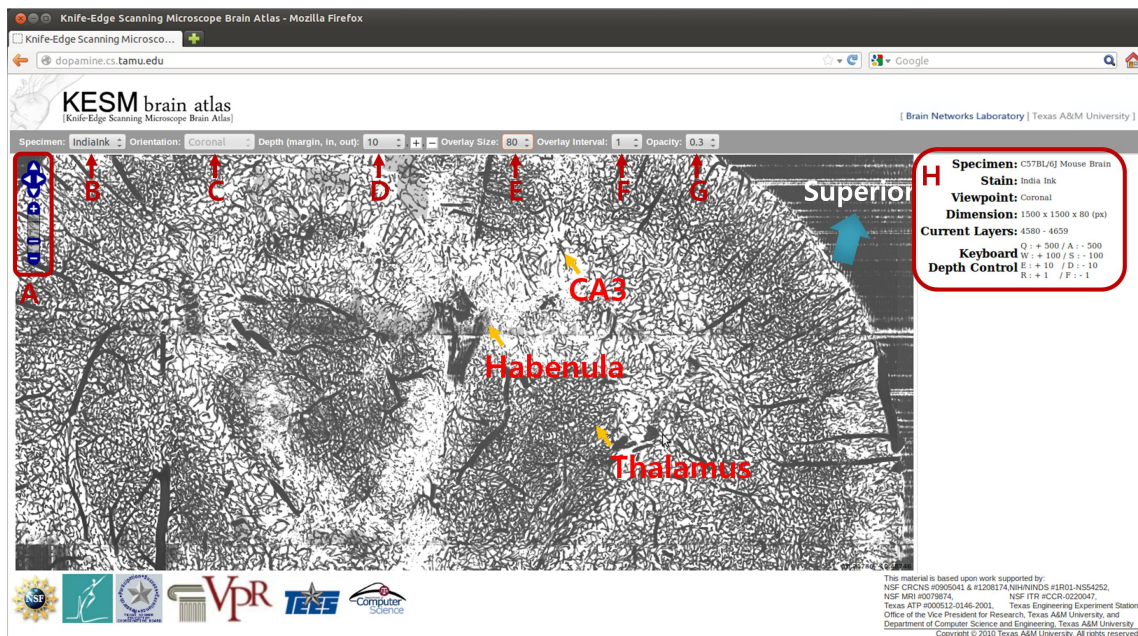 Knife-Edge Scanning Microscope Brain Atlas - Mozilla Firefox
Knife-Edge Scanning Microsco...
dopamine.cs.tamu.edu
Google
KESM brain atlas
[Knife-Edge Scanning Microscope Brain Atlas]
[ Brain Networks Laboratory | Texas A&M University ]
Specimen: IndiaInk Orientation: Coronal Depth (margin, in, out): 10 , + , − Overlay Size: 80 Overlay Interval: 1 Opacity: 0.3
A
B
C
D
E
F
G
H
Superior
CA3
Habenula
Thalamus
Specimen: C57BL/6J Mouse Brain
Stain: India Ink
Viewpoint: Coronal
Dimension: 1500 x 1500 x 80 (px)
Current Layers: 4580 - 4659
Keyboard Depth Control
Q : + 500 / A : - 500
W : + 100 / S : - 100
E : + 10 / D : - 10
R : + 1 / F : - 1
NSF
VPR
TEES
Computer Science
This material is based upon work supported by:
NSF CRCNS #0905041 & #1208174,NIH/NINDS #1R01-NS54252,
NSF MRI #0079874, NSF ITR #CCR-0220047,
Texas ATP #000512-0146-2001, Texas Engineering Experiment Station
Office of the Vice President for Research, Texas A&M University, and
Department of Computer Science and Engineering, Texas A&M University
Copyright © 2010 Texas A&M University. All rights reserved